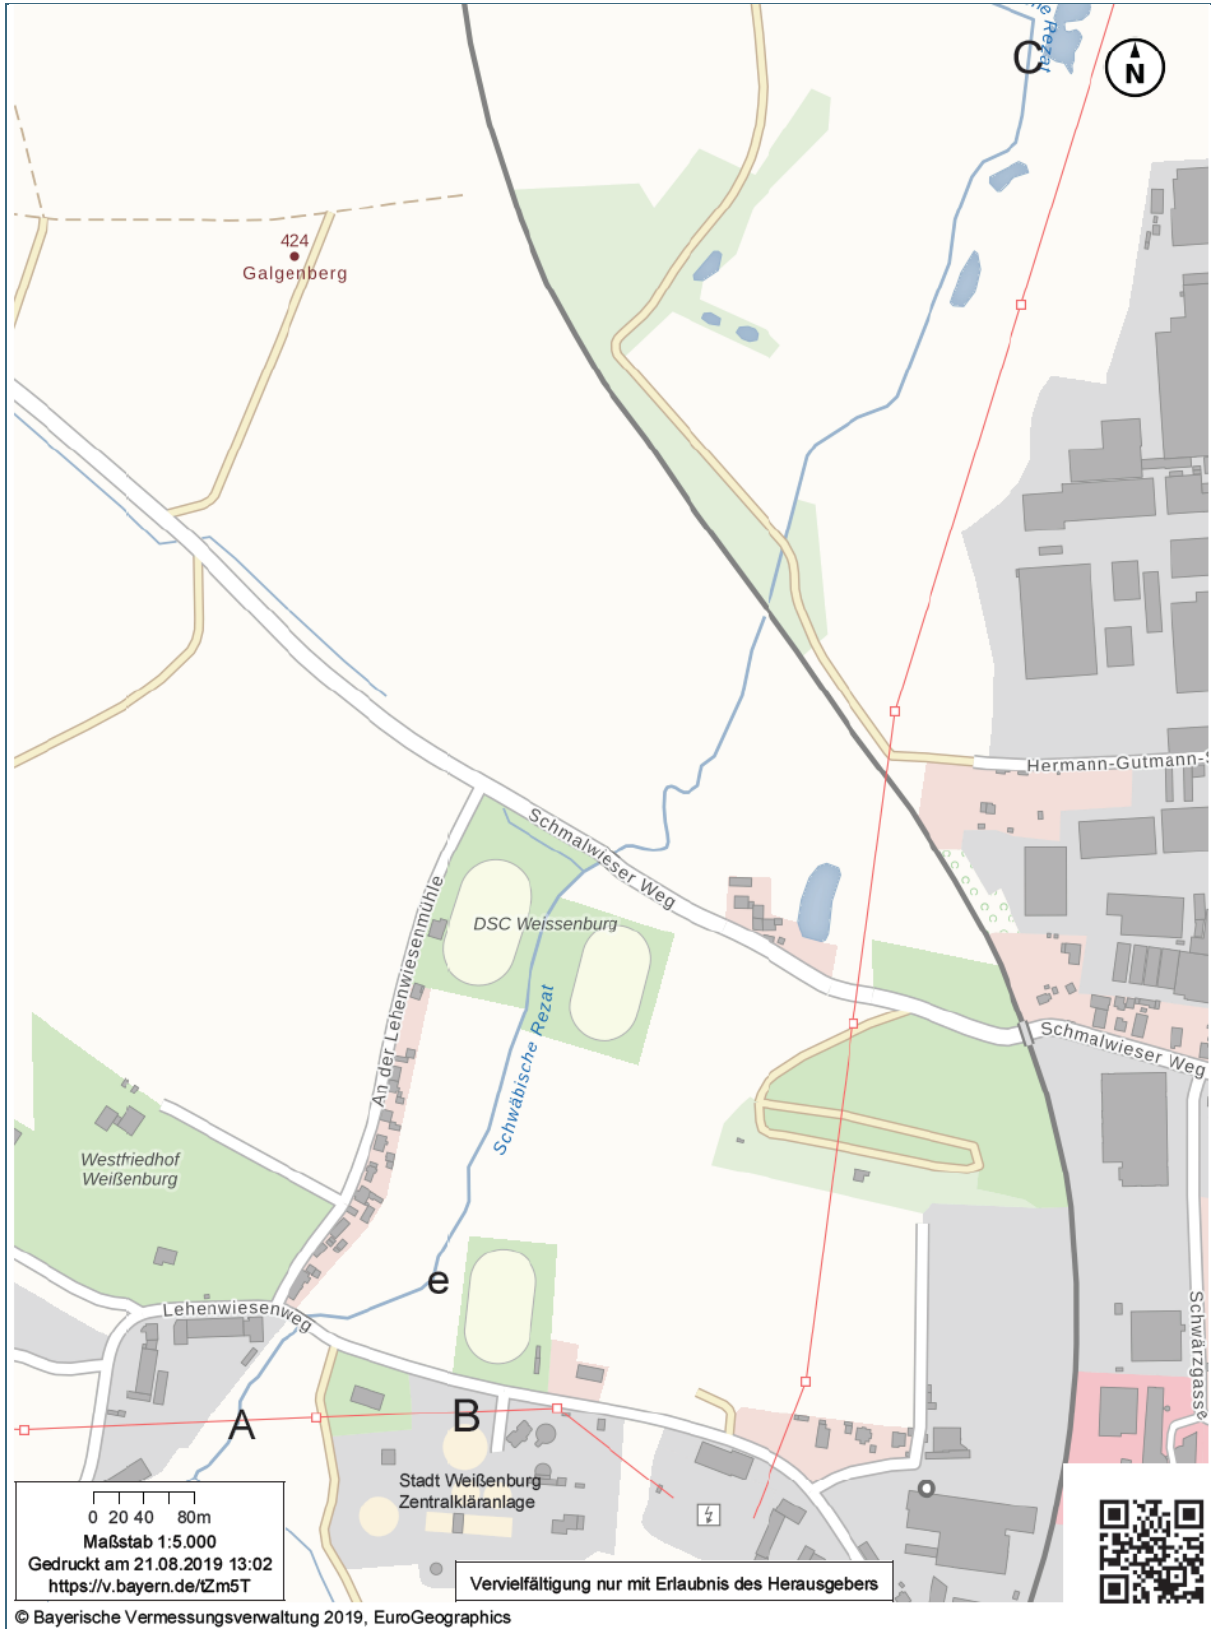 Rezat
C
N
424
Galgenberg
Hermann-Gutmann-S
Schmalwieser Weg
An der Lehenwiesenmühle
DSC Weissenburg
Schwäbische Rezat
Schmalwieser Weg
Westfriedhof
Weißenburg
e
Lehenwiesenweg
Schwärzgasse
A
B
Stadt Weißenburg
Zentralkläranlage
0 20 40 80m
Maßstab 1:5.000
Gedruckt am 21.08.2019 13:02
https://v.bayern.de/tZm5T
Vervielfältigung nur mit Erlaubnis des Herausgebers
© Bayerische Vermessungsverwaltung 2019, EuroGeographics